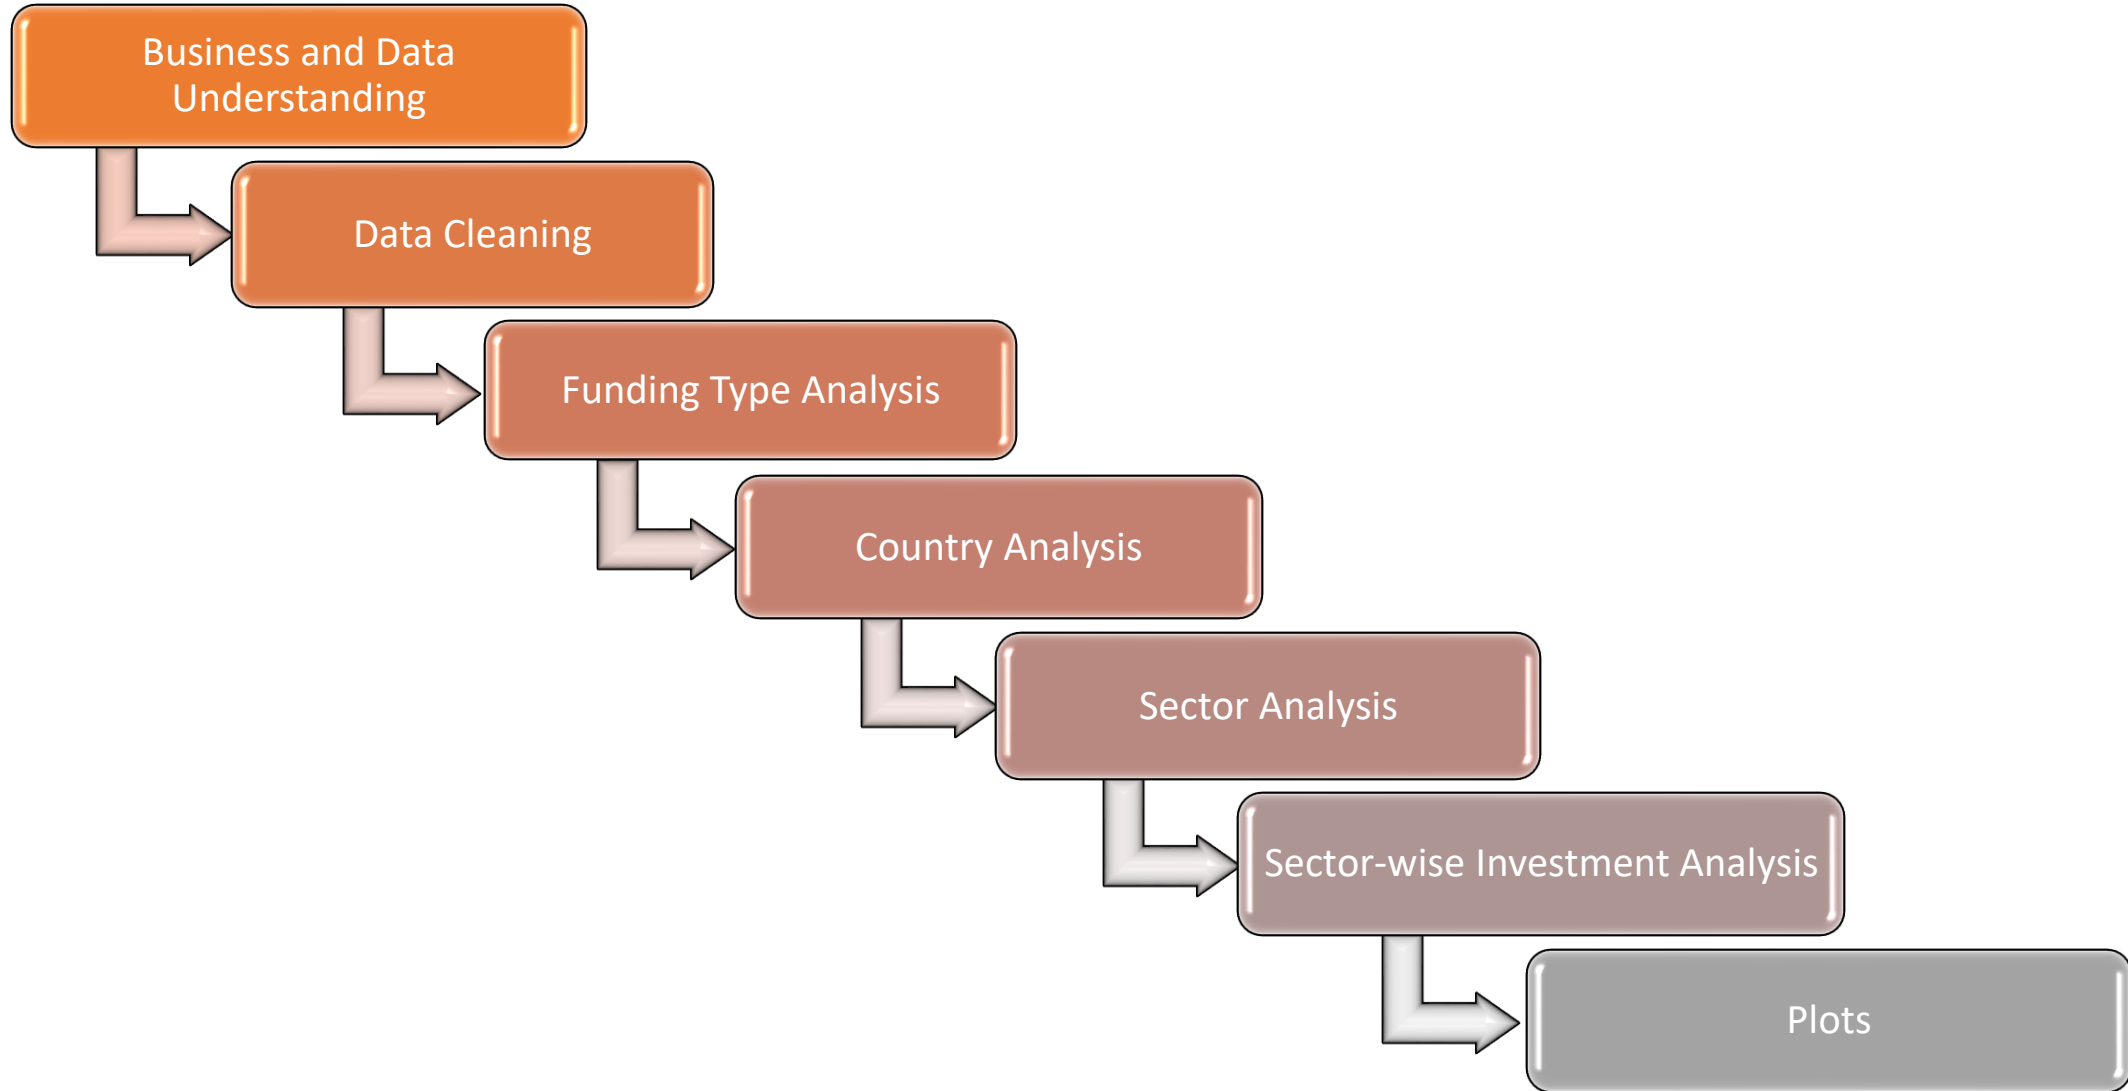 Business and Data
Understanding
Data Cleaning
Funding Type Analysis
Country Analysis
Sector Analysis
Sector-wise Investment Analysis
Plots